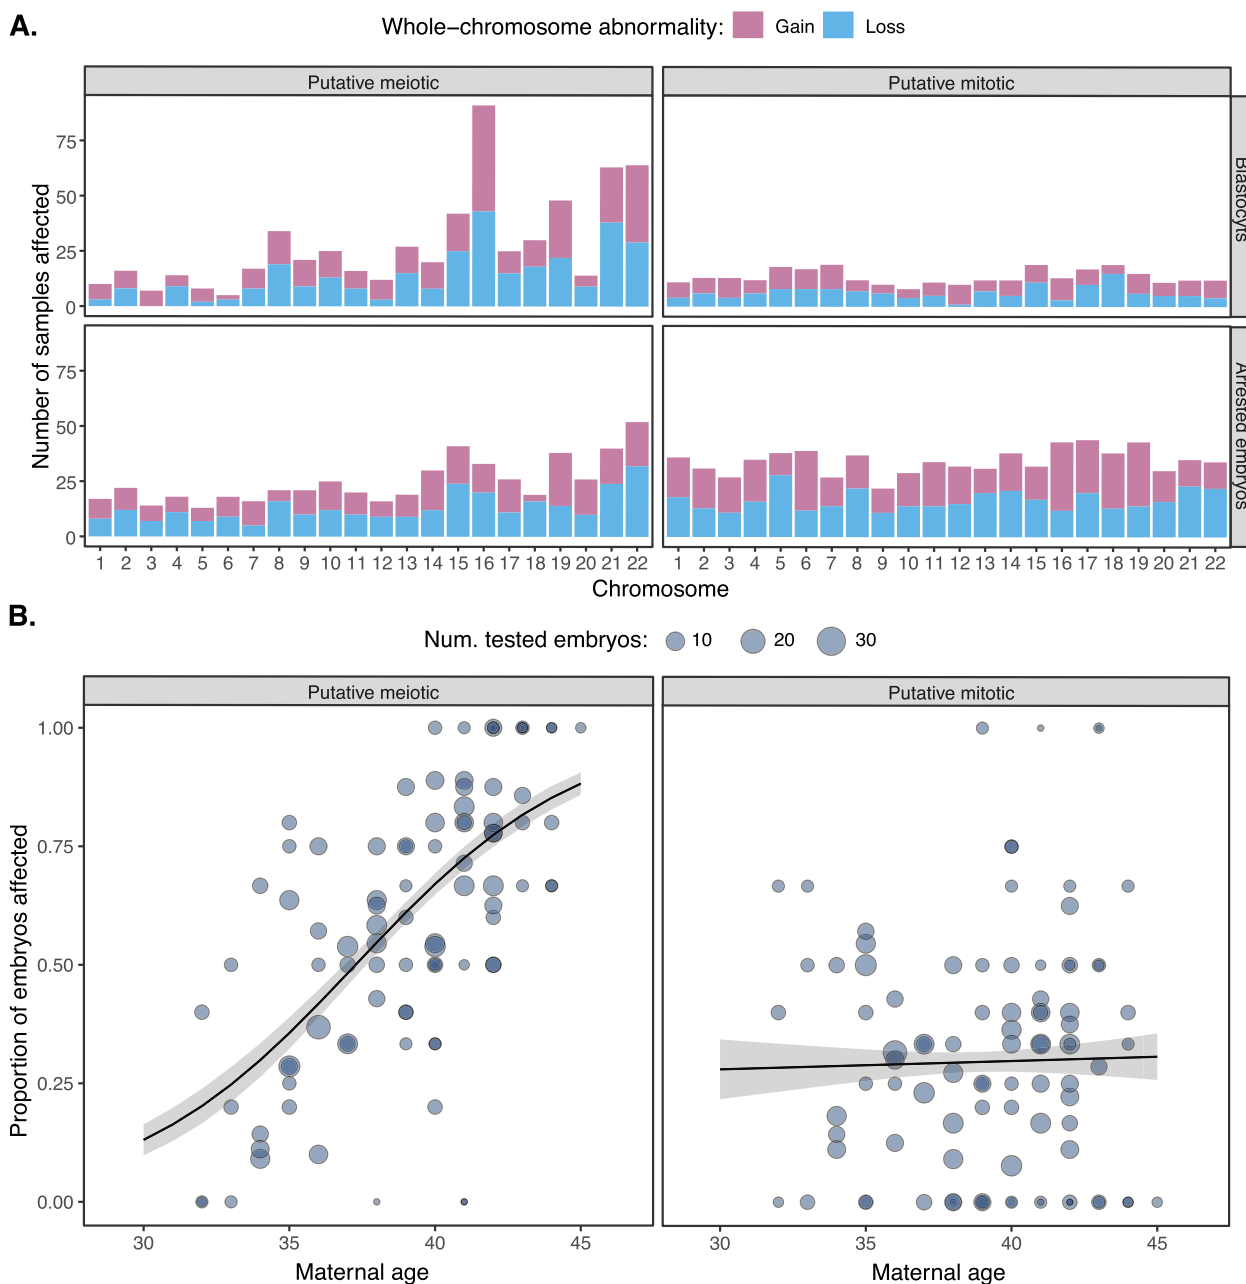 A.
Whole−chromosome abnormality: Gain Loss
Putative meiotic Putative mitotic
Number of samples affected
75
50
25
0
Blastocyts
75
50
25
0
Arrested embryos
1 2 3 4 5 6 7 8 9 10 11 12 13 14 15 16 17 18 19 20 21 22
1 2 3 4 5 6 7 8 9 10 11 12 13 14 15 16 17 18 19 20 21 22
Chromosome
B.
Num. tested embryos: 10 20 30
Putative meiotic Putative mitotic
Proportion of embryos affected
1.00
0.75
0.50
0.25
0.00
30 35 40 45
30 35 40 45
Maternal age Maternal age